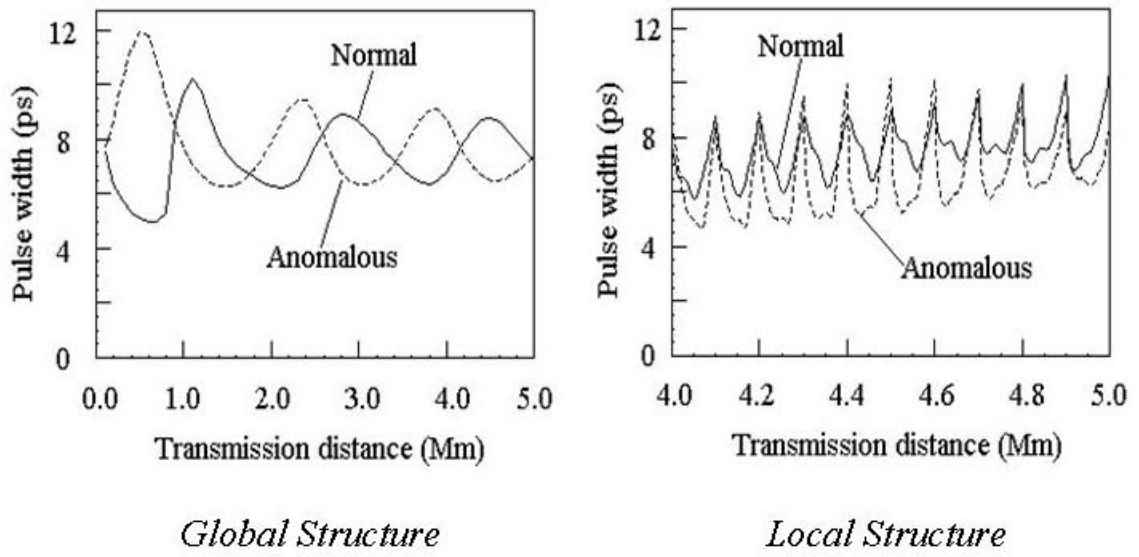 Pulse width (ps)
12
8
4
0
Normal
Anomalous
0.0 1.0 2.0 3.0 4.0 5.0
Transmission distance (Mm)
Global Structure
Pulse width (ps)
12
8
4
0
Normal
Anomalous
4.0 4.2 4.4 4.6 4.8 5.0
Transmission distance (Mm)
Local Structure